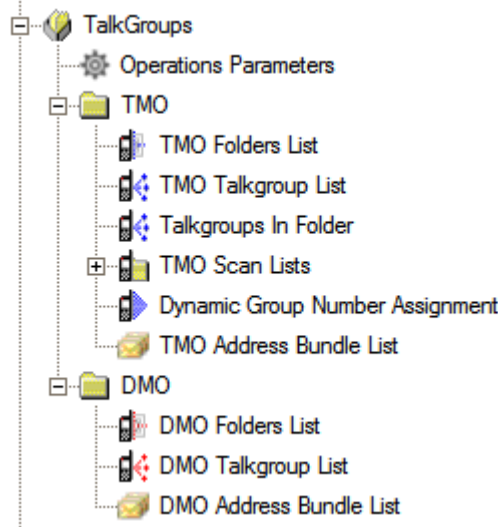 TalkGroups
Operations Parameters
TMO
TMO Folders List
TMO Talkgroup List
Talkgroups In Folder
TMO Scan Lists
Dynamic Group Number Assignment
TMO Address Bundle List
DMO
DMO Folders List
DMO Talkgroup List
DMO Address Bundle List